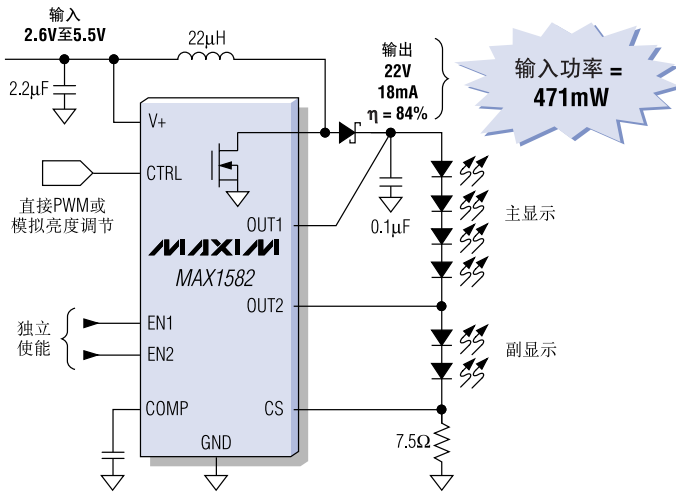 输入
2.6V至5.5V
22µH
2.2µF
输出
22V
18mA
η = 84%
输入功率 =
471mW
V+
CTRL
直接PWM或
模拟亮度调节
OUT1
0.1µF
主显示
MAXIM
MAX1582
OUT2
独立
使能
EN1
EN2
副显示
COMP
CS
GND
7.5Ω